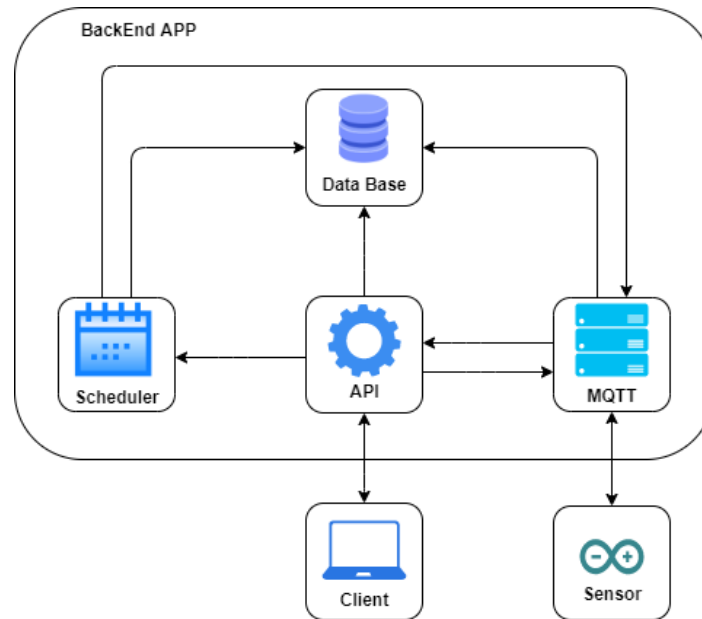 BackEnd APP
Data Base
Scheduler
API
MQTT
Client
Sensor